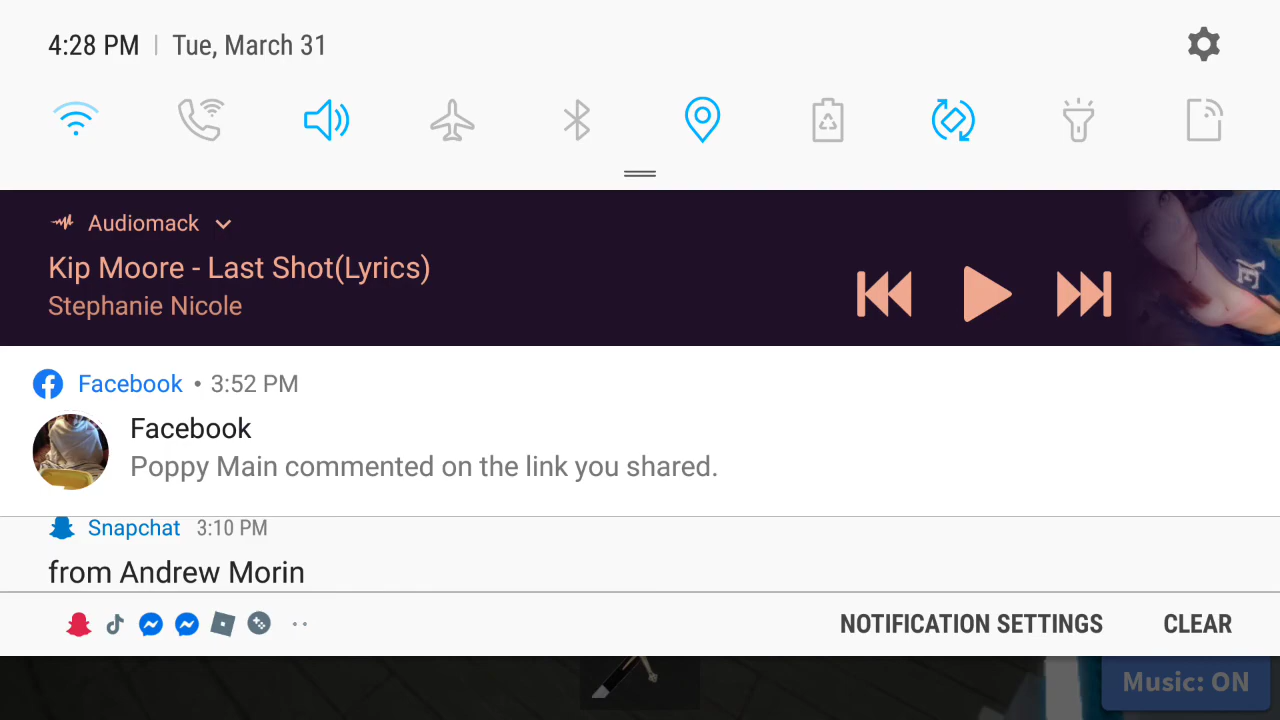 4:28 PM | Tue, March 31
Audiomack
Kip Moore - Last Shot(Lyrics)
Stephanie Nicole
Facebook • 3:52 PM
Facebook
Poppy Main commented on the link you shared.
Snapchat 3:10 PM
from Andrew Morin
NOTIFICATION SETTINGS CLEAR
Music: ON